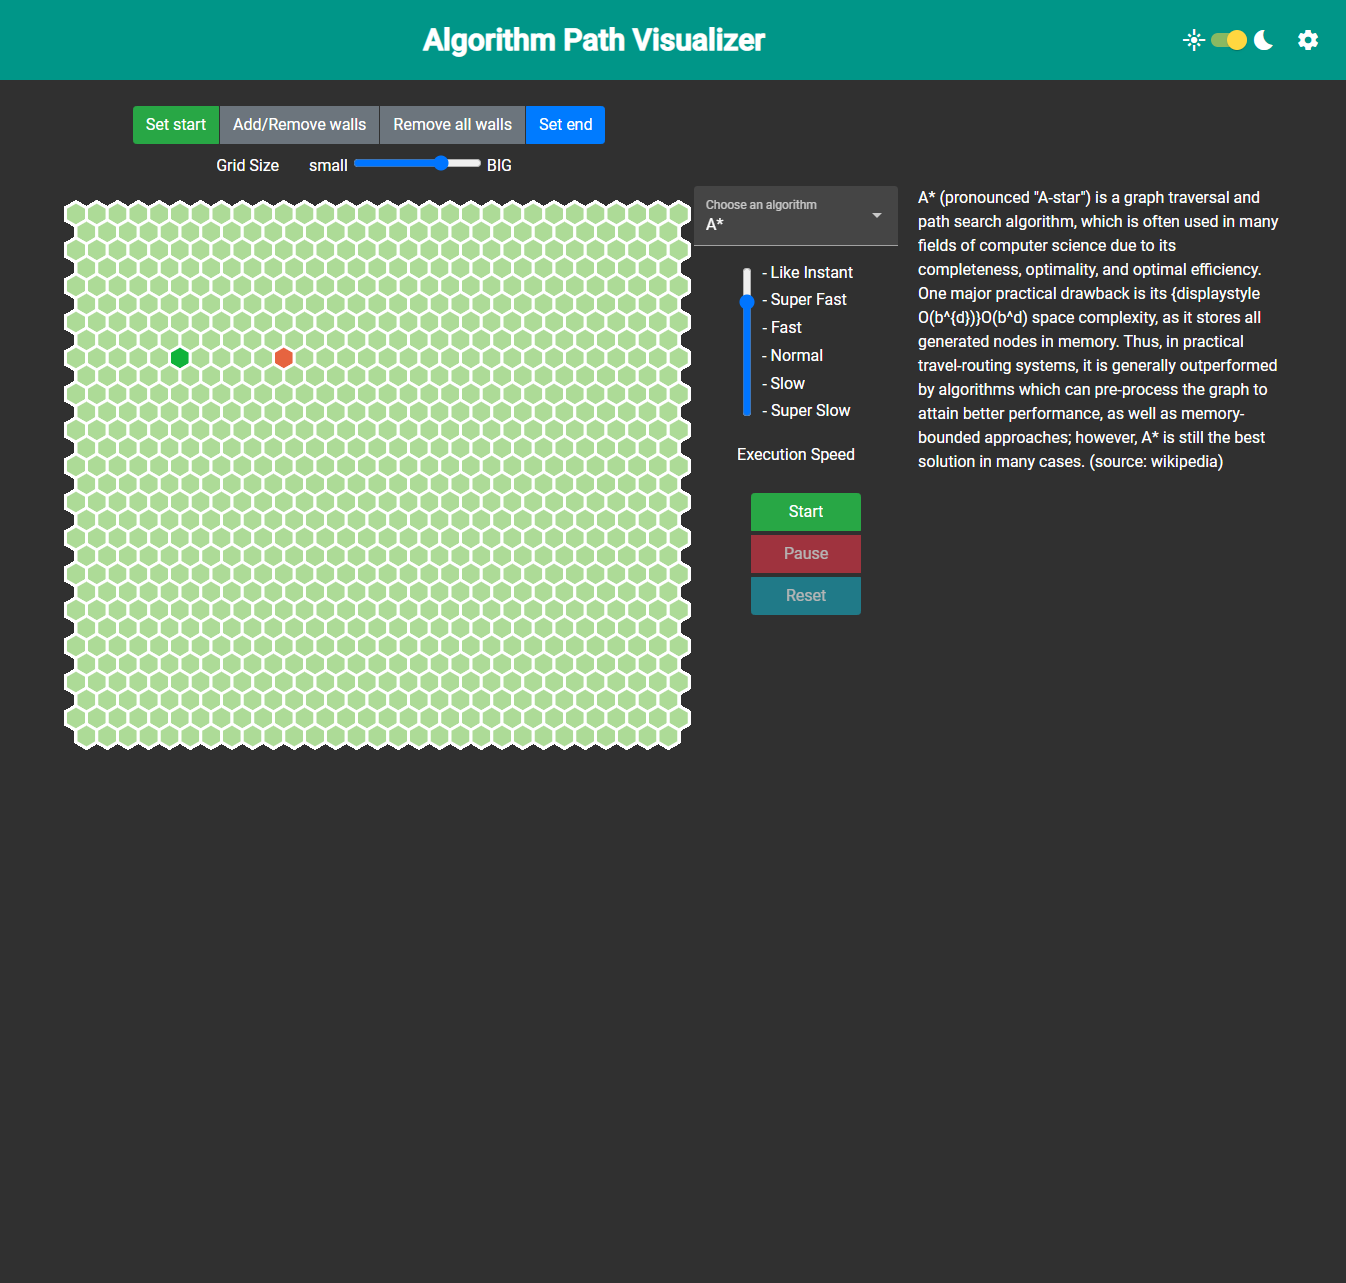 Algorithm Path Visualizer
Set start
Add/Remove walls
Remove all walls
Set end
Grid Size
small
BIG
Choose an algorithm
A*
- Like Instant
- Super Fast
- Fast
- Normal
- Slow
- Super Slow
Execution Speed
Start
Pause
Reset
A* (pronounced "A-star") is a graph traversal and
path search algorithm, which is often used in many
fields of computer science due to its
completeness, optimality, and optimal efficiency.
One major practical drawback is its {displaystyle
O(b^{d})}O(b^d) space complexity, as it stores all
generated nodes in memory. Thus, in practical
travel-routing systems, it is generally outperformed
by algorithms which can pre-process the graph to
attain better performance, as well as memory-
bounded approaches; however, A* is still the best
solution in many cases. (source: wikipedia)